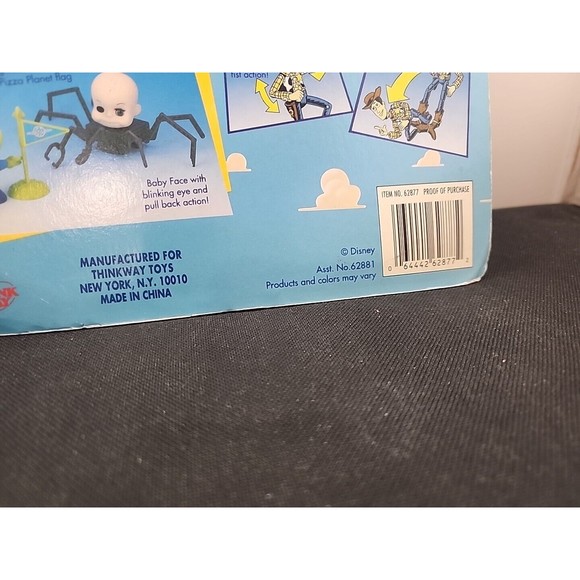 Pizza Planet flag
fist action!
Baby Face with
blinking eye and
pull back action!
ITEM NO. 62877 PROOF OF PURCHASE
0 64442 62877 2
MANUFACTURED FOR
THINKWAY TOYS
NEW YORK, N.Y. 10010
MADE IN CHINA
© Disney
Asst. No.62881
Products and colors may vary